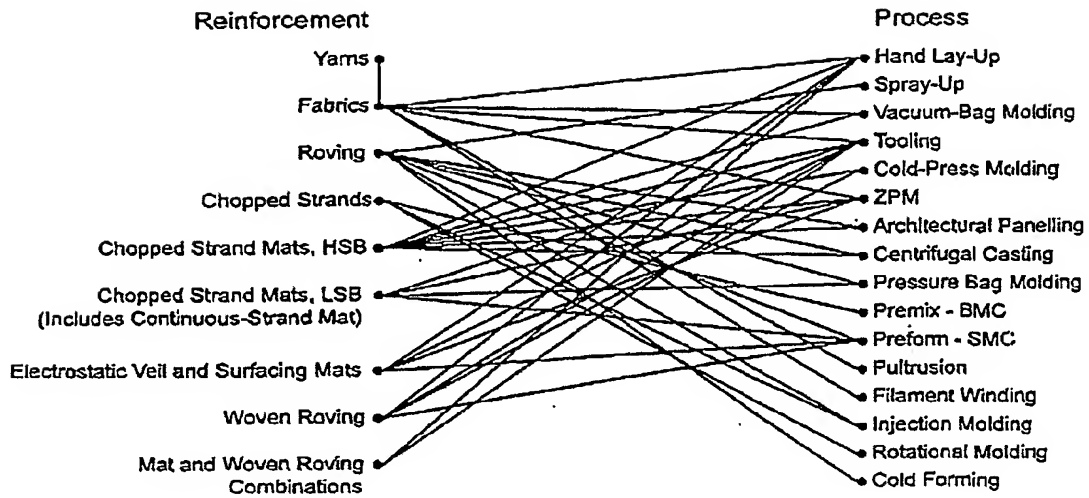 Reinforcement
Yarns
Fabrics
Roving
Chopped Strands
Chopped Strand Mats, HSB
Chopped Strand Mats, LSB
(Includes Continuous-Strand Mat)
Electrostatic Veil and Surfacing Mats
Woven Roving
Mat and Woven Roving
Combinations
Process
Hand Lay-Up
Spray-Up
Vacuum-Bag Molding
Tooling
Cold-Press Molding
ZPM
Architectural Panelling
Centrifugal Casting
Pressure Bag Molding
Premix - BMC
Preform - SMC
Pultrusion
Filament Winding
Injection Molding
Rotational Molding
Cold Forming